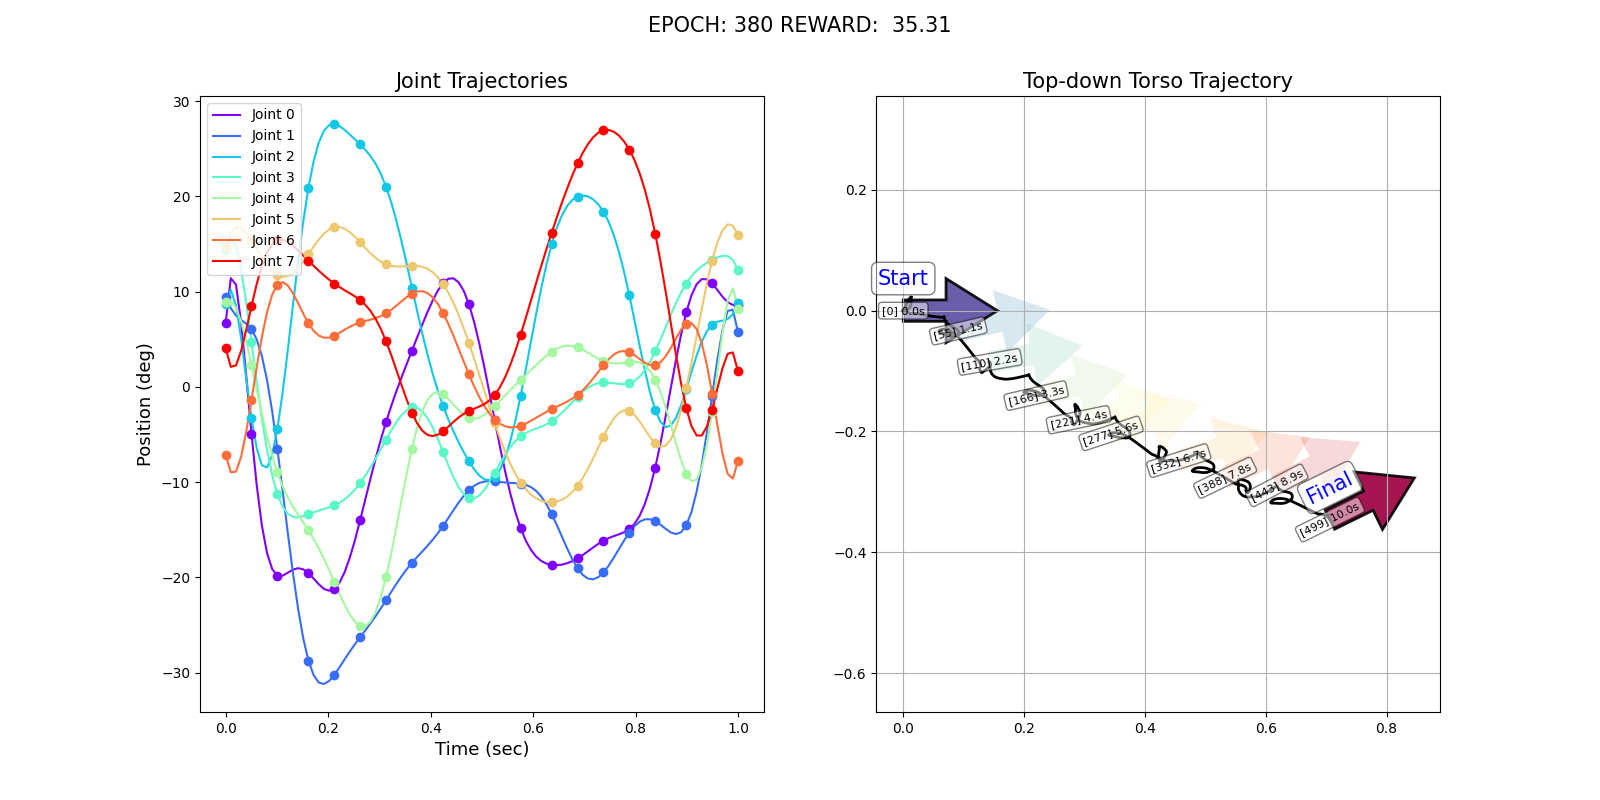 EPOCH: 380 REWARD:  35.31
Joint Trajectories
Position (deg)
30
20
10
0
−10
−20
−30
Joint 0
Joint 1
Joint 2
Joint 3
Joint 4
Joint 5
Joint 6
Joint 7
0.0
0.2
0.4
0.6
0.8
1.0
Time (sec)
Top-down Torso Trajectory
0.2
0.0
−0.2
−0.4
−0.6
Start
[0] 0.0s
[55] 1.1s
[110] 2.2s
[166] 3.3s
[221] 4.4s
[277] 5.6s
[332] 6.7s
[388] 7.8s
[443] 8.9s
Final
[499] 10.0s
0.0
0.2
0.4
0.6
0.8